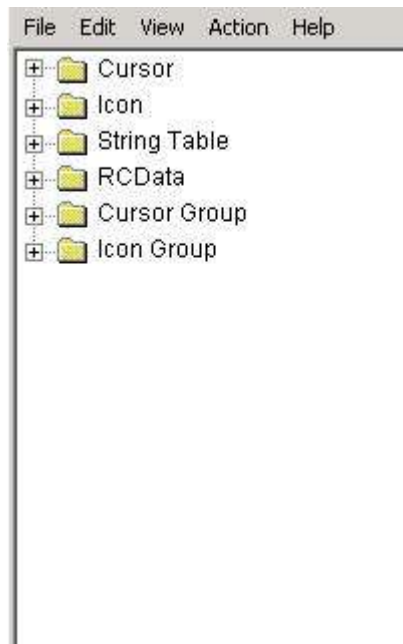 File Edit View Action Help
Cursor
Icon
String Table
RCData
Cursor Group
Icon Group